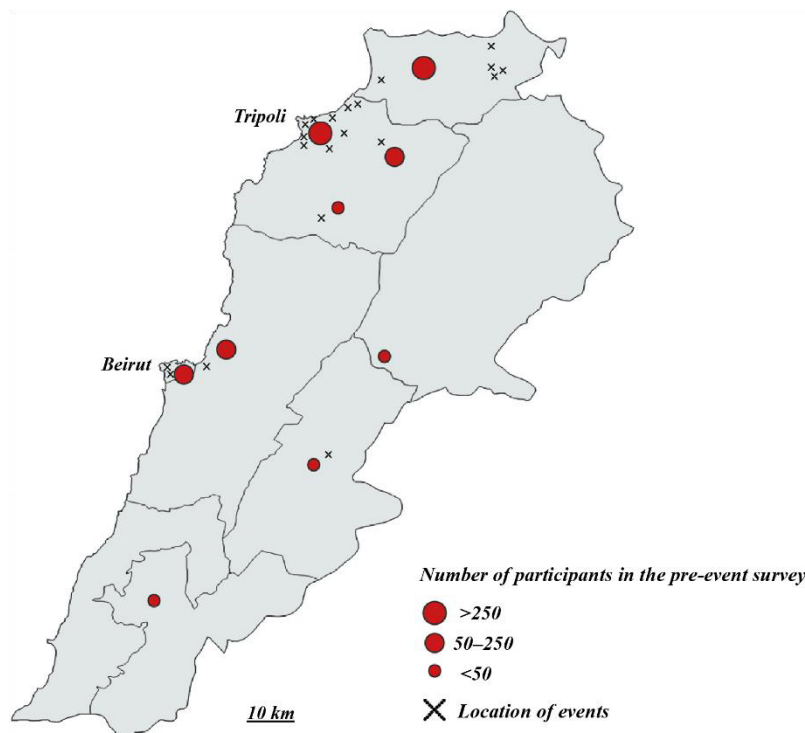 Tripoli
Beirut
Number of participants in the pre-event survey
>250
50–250
<50
10 km
Location of events